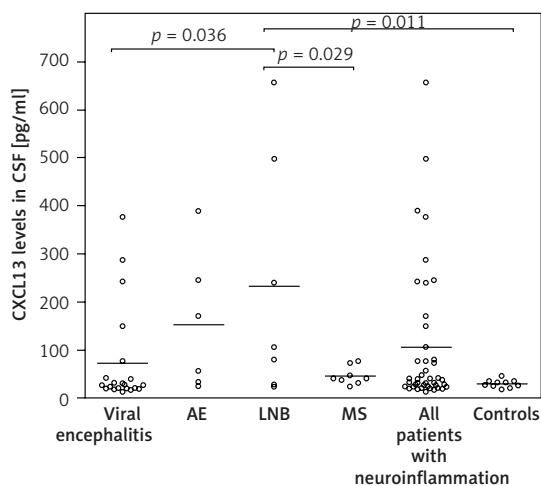 p = 0.011
p = 0.036
p = 0.029
CXCL13 levels in CSF [pg/ml]
700
600
500
400
300
200
100
0
Viral
encephalitis
AE
LNB
MS
All
patients
with
neuroinflammation
Controls